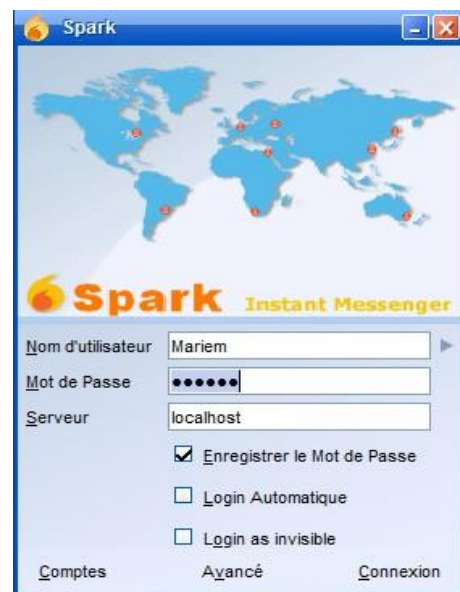 Spark
Spark Instant Messenger
Nom d'utilisateur Mariem
Mot de Passe ●●●●●●
Serveur localhost
Enregistrer le Mot de Passe
Login Automatique
Login as invisible
Comptes Avancé Connexion